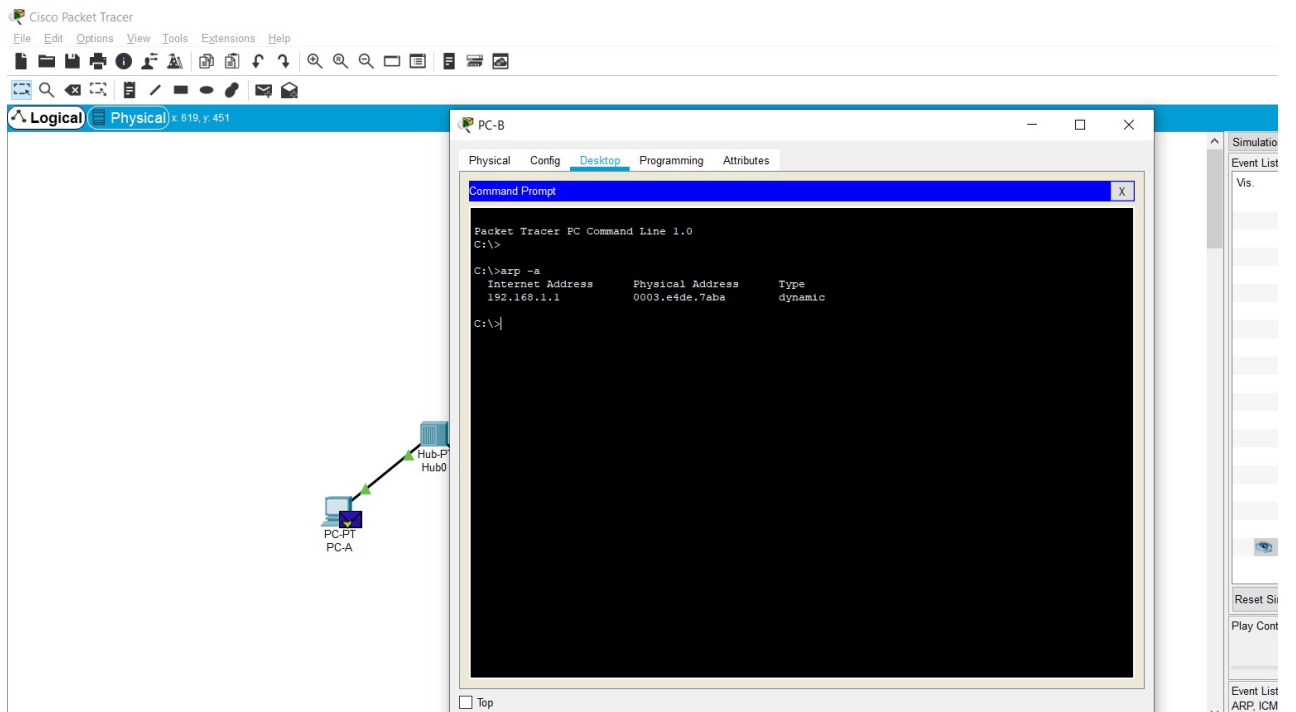 Cisco Packet Tracer
File Edit Options View Tools Extensions Help
Logical Physical x: 619, y: 451
PC-B
Physical Config Desktop Programming Attributes
Command Prompt X
Packet Tracer PC Command Line 1.0
C:\>
C:\>arp -a
Internet Address Physical Address Type
192.168.1.1 0003.e4de.7aba dynamic
C:\>
Top
Hub-P
Hub0
PC-PT
PC-A
Simulatio
Event List
Vis.
Reset Si
Play Cont
Event List
ARP, ICM